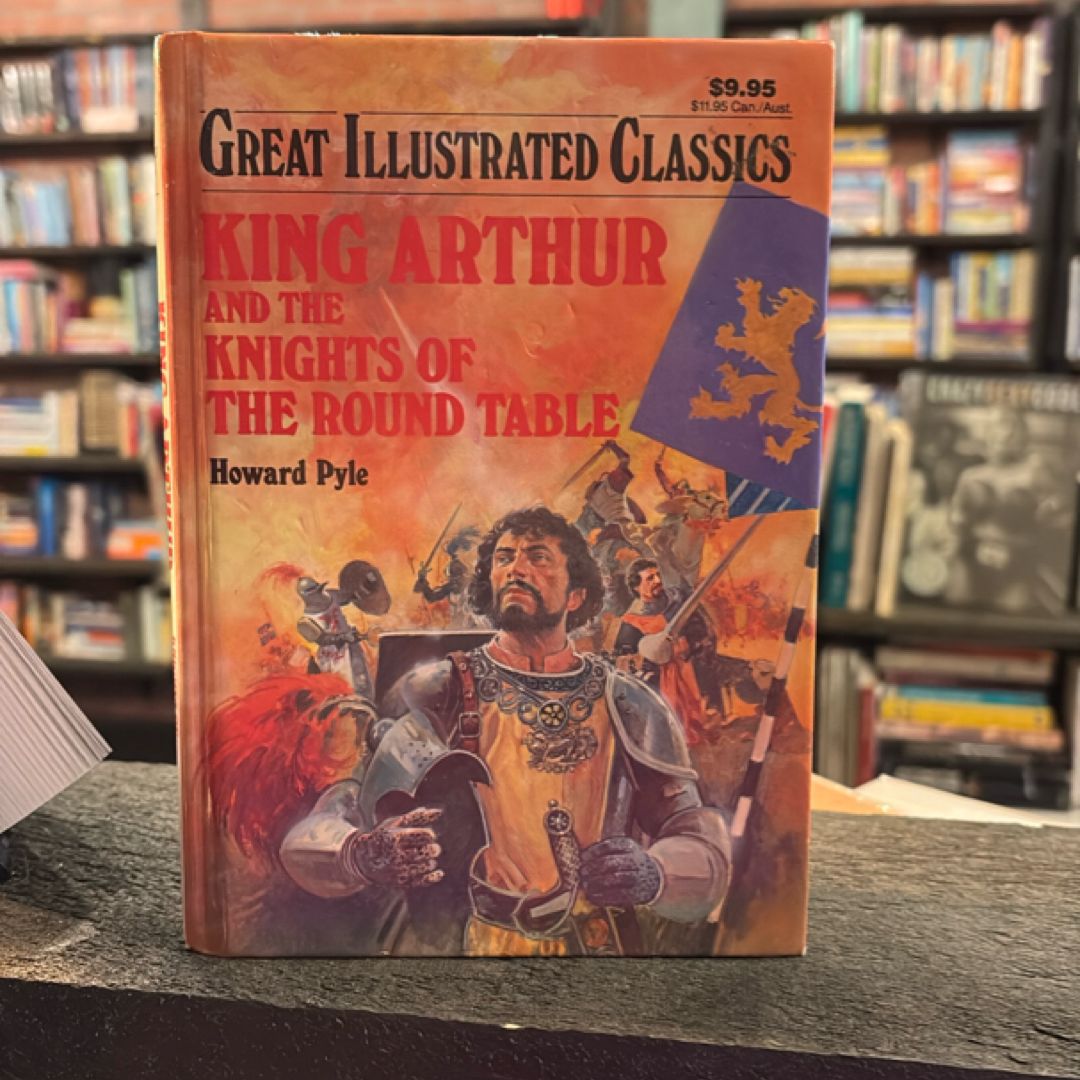 $9.95
$11.95 Can./Aust.
GREAT ILLUSTRATED CLASSICS
KING ARTHUR
AND THE
KNIGHTS OF
THE ROUND TABLE
Howard Pyle